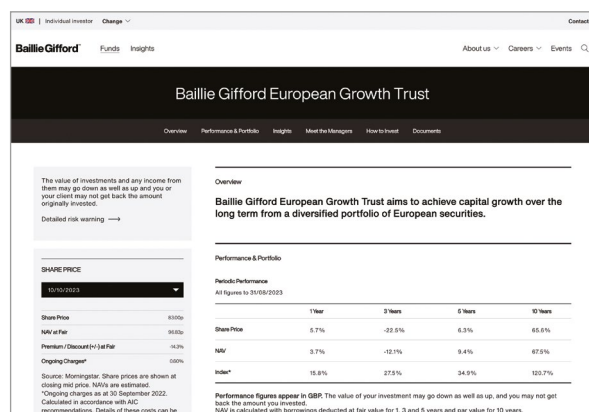 UK | Individual investor Change
Contact
Baillie Gifford™ Funds Insights
About us Careers Events
Baillie Gifford European Growth Trust
Overview Performance & Portfolio Insights Meet the Managers How to Invest Documents
The value of investments and any income from
them may go down as well as up and you or
your client may not get back the amount
originally invested.
Detailed risk warning →
SHARE PRICE
10/10/2023
Share Price 83.00p
NAV at Fair 96.82p
Premium / Discount (+/-) at Fair -14.3%
Ongoing Charges* 0.60%
Source: Morningstar. Share prices are shown at
closing mid price. NAVs are estimated.
*Ongoing charges as at 30 September 2022.
Calculated in accordance with AIC
recommendations. Details of these costs can be
Overview
Baillie Gifford European Growth Trust aims to achieve capital growth over the
long term from a diversified portfolio of European securities.
Performance & Portfolio
Periodic Performance
All figures to 31/08/2023
1 Year 3 Years 5 Years 10 Years
Share Price 5.7% -22.5% 6.3% 65.6%
NAV 3.7% -12.1% 9.4% 67.5%
Index* 15.8% 27.5% 34.9% 120.7%
Performance figures appear in GBP. The value of your investment may go down as well as up, and you may not get
back the amount you invested.
NAV is calculated with borrowings deducted at fair value for 1, 3 and 5 years and par value for 10 years.